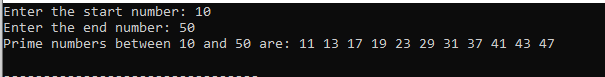 Enter the start number: 10
Enter the end number: 50
Prime numbers between 10 and 50 are: 11 13 17 19 23 29 31 37 41 43 47
--------------------------------